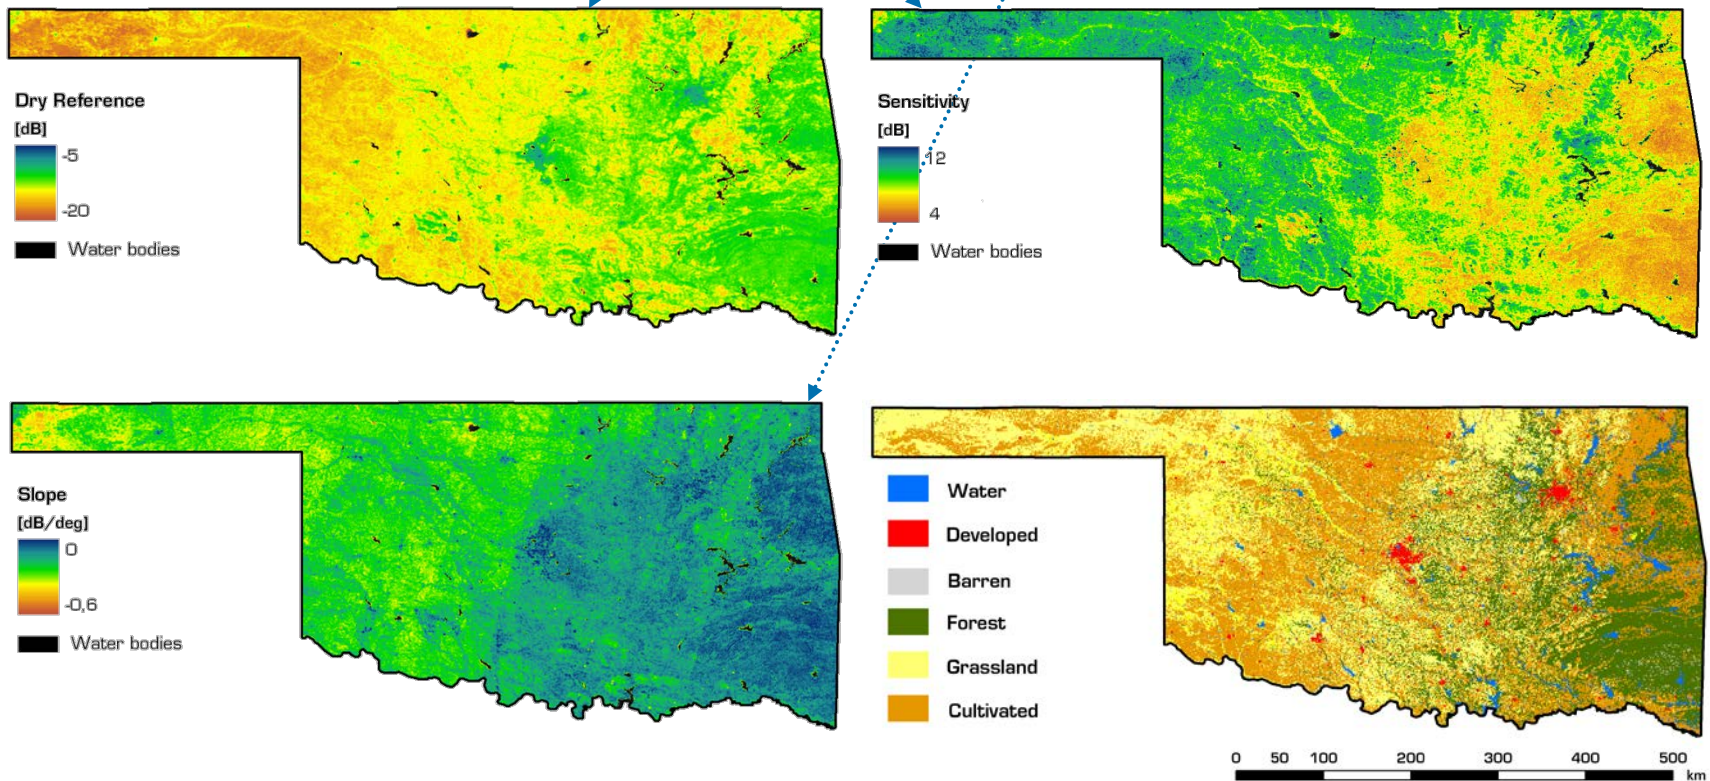 Dry Reference
[dB]
-5
-20
Water bodies
Sensitivity
[dB]
12
4
Water bodies
Slope
[dB/deg]
0
-0,6
Water bodies
Water
Developed
Barren
Forest
Grassland
Cultivated
0 50 100 200 300 400 500
km